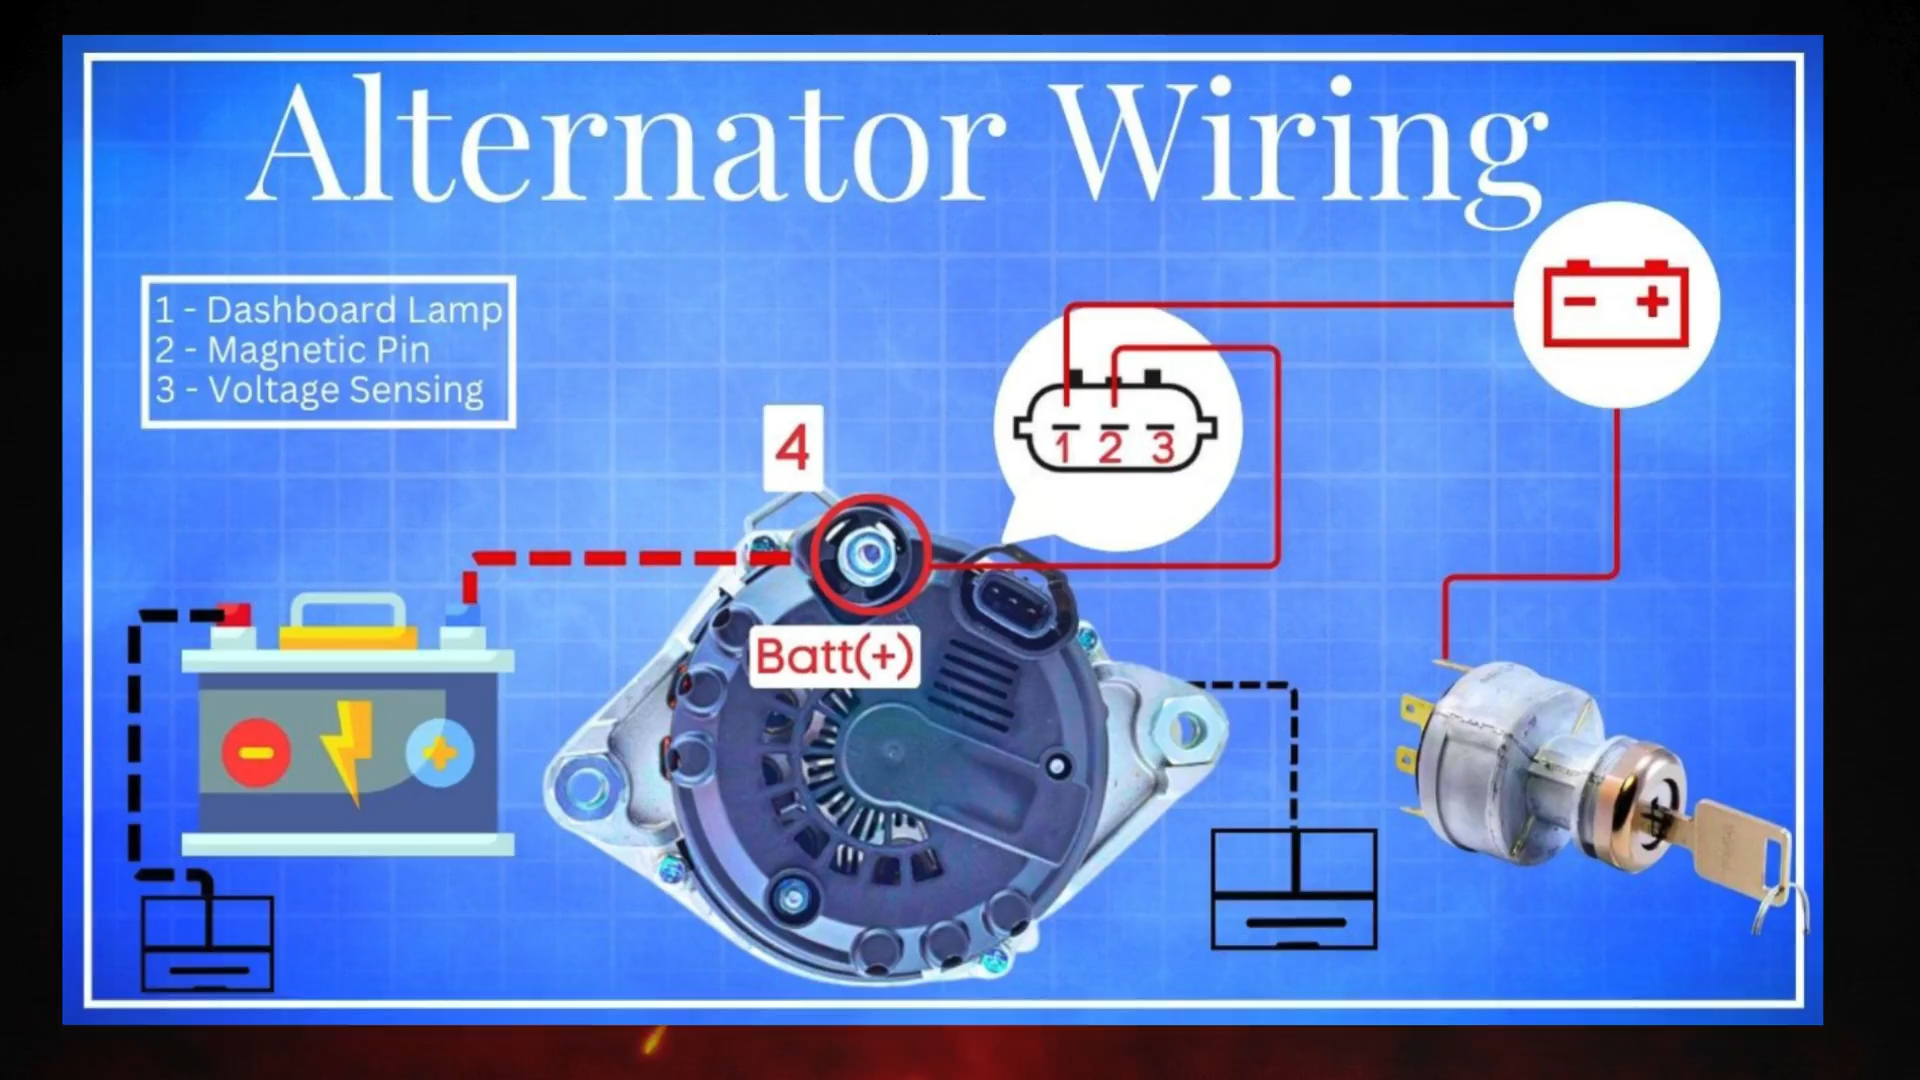 Alternator Wiring
1 - Dashboard Lamp
2 - Magnetic Pin
3 - Voltage Sensing
4
1 2 3
Batt(+)
- +
- +